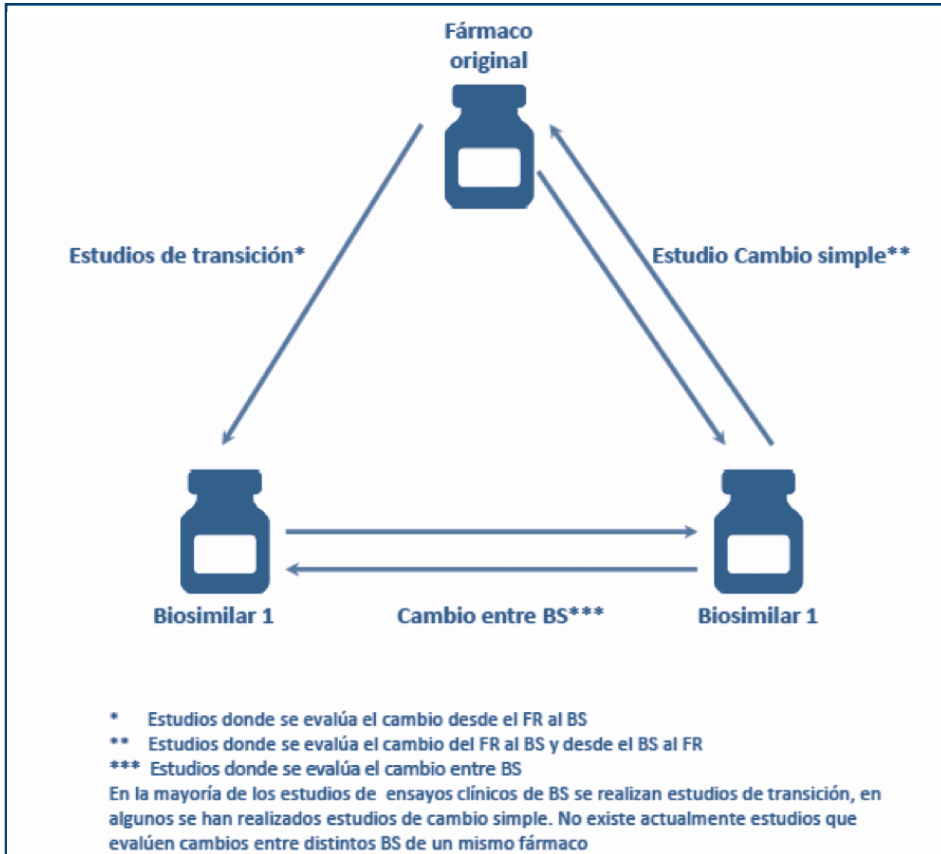 Fármaco
original
Estudios de transición*
Estudio Cambio simple**
Biosimilar 1
Cambio entre BS***
Biosimilar 1
* Estudios donde se evalúa el cambio desde el FR al BS
** Estudios donde se evalúa el cambio del FR al BS y desde el BS al FR
*** Estudios donde se evalúa el cambio entre BS
En la mayoría de los estudios de ensayos clínicos de BS se realizan estudios de transición, en
algunos se han realizados estudios de cambio simple. No existe actualmente estudios que
evalúen cambios entre distintos BS de un mismo fármaco